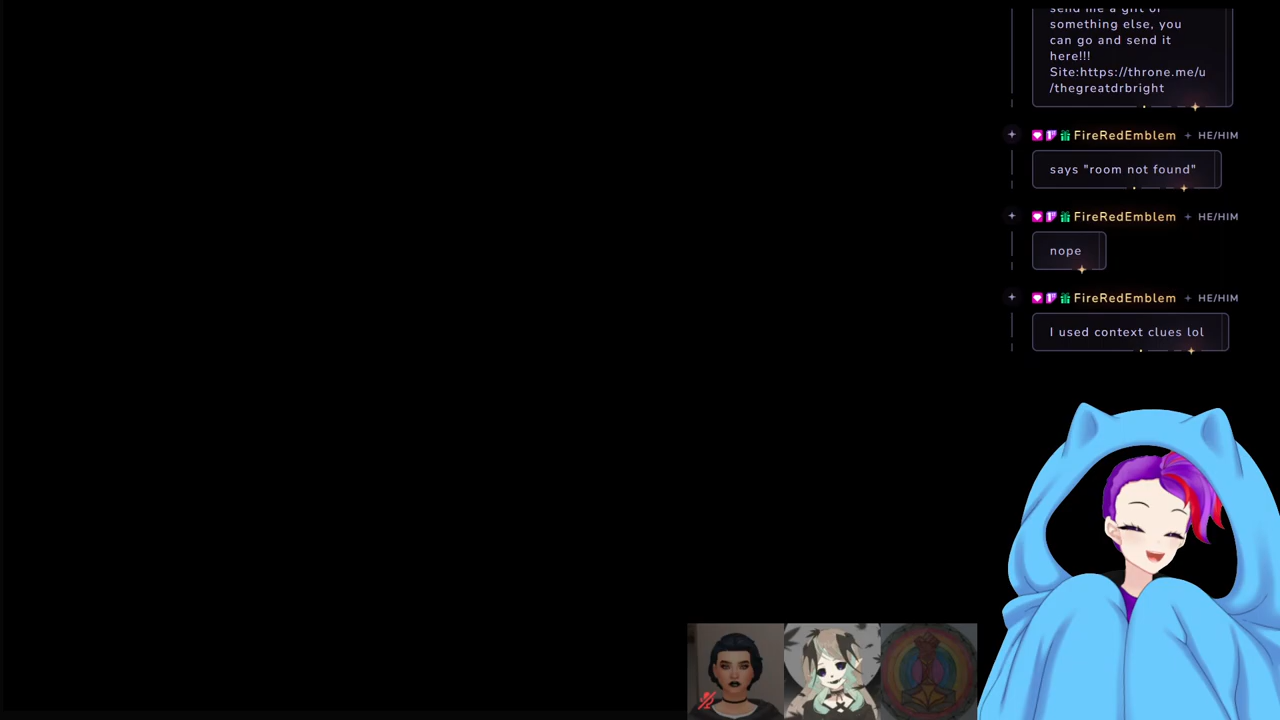 send me a gift or
something else, you
can go and send it
here!!!
Site:https://throne.me/u
/thegreatdrbright
FireRedEmblem HE/HIM
says "room not found"
FireRedEmblem HE/HIM
nope
FireRedEmblem HE/HIM
I used context clues lol